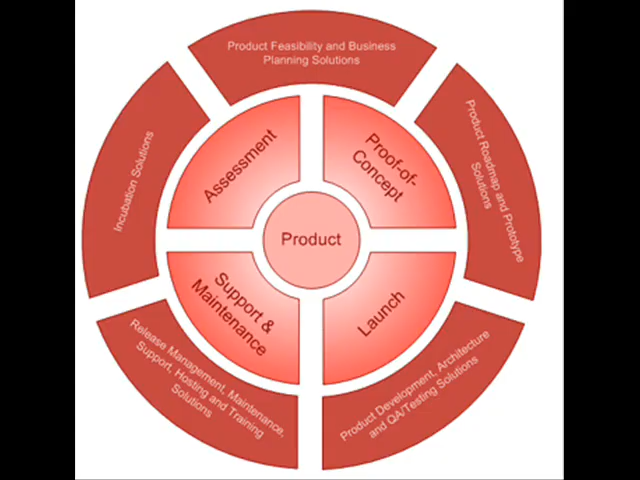 Product Feasibility and Business
Planning Solutions
Product Roadmap and Prototype
Solutions
Product Development, Architecture
and QA/Testing Solutions
Release Management, Maintenance,
Support, Hosting and Training
Solutions
Incubation Solutions
Assessment
Proof-of-
Concept
Launch
Support &
Maintenance
Product